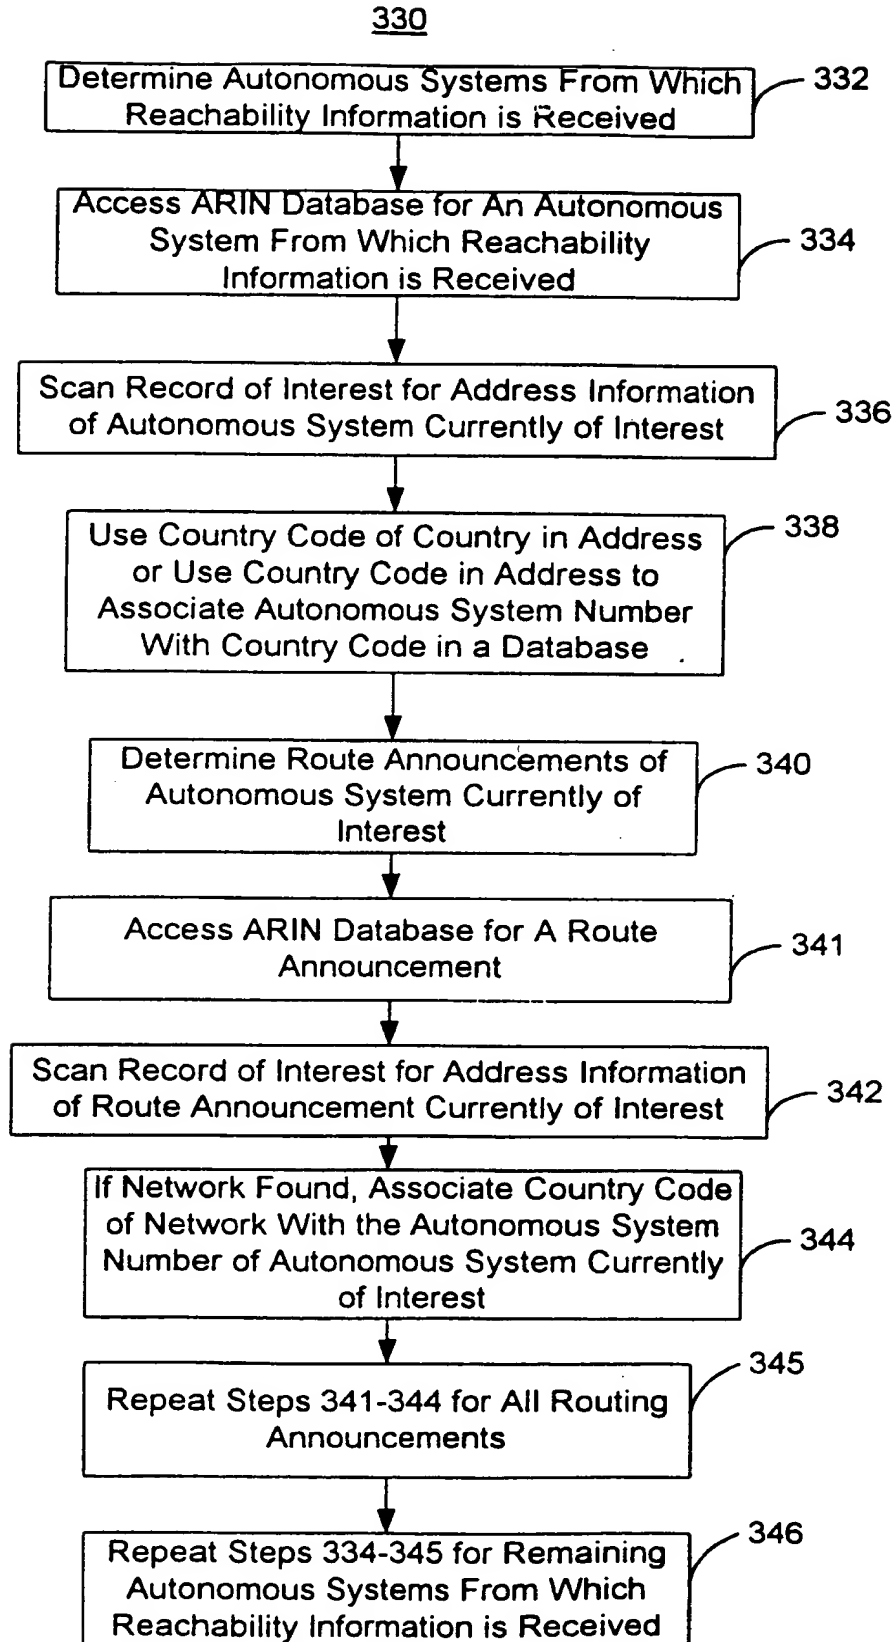 330
Determine Autonomous Systems From Which
Reachability Information is Received
332
Access ARIN Database for An Autonomous
System From Which Reachability
Information is Received
334
Scan Record of Interest for Address Information
of Autonomous System Currently of Interest
336
Use Country Code of Country in Address
or Use Country Code in Address to
Associate Autonomous System Number
With Country Code in a Database
338
Determine Route Announcements of
Autonomous System Currently of
Interest
340
Access ARIN Database for A Route
Announcement
341
Scan Record of Interest for Address Information
of Route Announcement Currently of Interest
342
If Network Found, Associate Country Code
of Network With the Autonomous System
Number of Autonomous System Currently
of Interest
344
Repeat Steps 341-344 for All Routing
Announcements
345
Repeat Steps 334-345 for Remaining
Autonomous Systems From Which
Reachability Information is Received
346